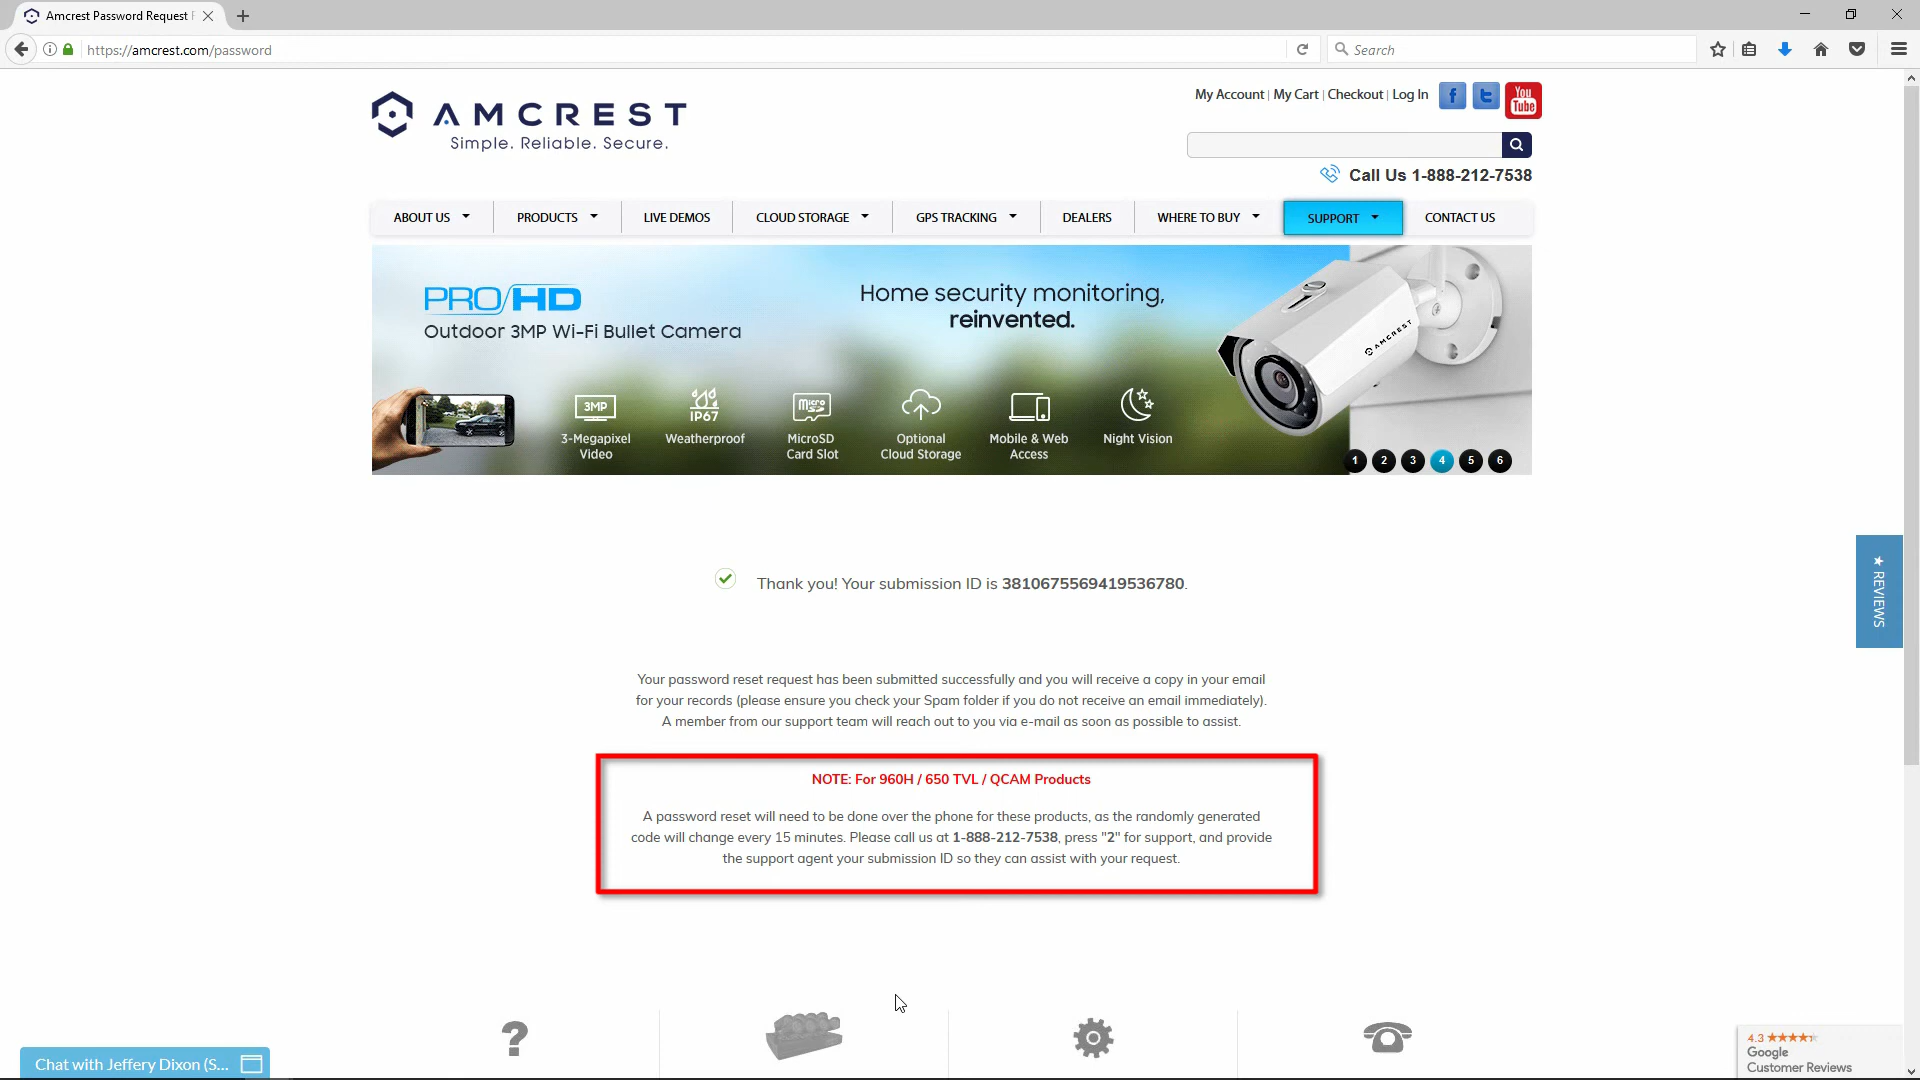 Amcrest Password Request F
https://amcrest.com/password
Search
My Account | My Cart | Checkout | Log In
You
Tube
AMCREST
Simple. Reliable. Secure.
Call Us 1-888-212-7538
ABOUT US PRODUCTS LIVE DEMOS CLOUD STORAGE GPS TRACKING DEALERS WHERE TO BUY SUPPORT CONTACT US
PRO/HD
Outdoor 3MP Wi-Fi Bullet Camera
Home security monitoring,
reinvented.
AMCREST
3MP
3-Megapixel
Video
IP67
Weatherproof
Micro
MicroSD
Card Slot
Optional
Cloud Storage
Mobile & Web
Access
Night Vision
1 2 3 4 5 6
Thank you! Your submission ID is 3810675569419536780.
★ REVIEWS
Your password reset request has been submitted successfully and you will receive a copy in your email
for your records (please ensure you check your Spam folder if you do not receive an email immediately).
A member from our support team will reach out to you via e-mail as soon as possible to assist.
NOTE: For 960H / 650 TVL / QCAM Products
A password reset will need to be done over the phone for these products, as the randomly generated
code will change every 15 minutes. Please call us at 1-888-212-7538, press "2" for support, and provide
the support agent your submission ID so they can assist with your request.
?
Chat with Jeffery Dixon (S...
4.3
Google
Customer Reviews